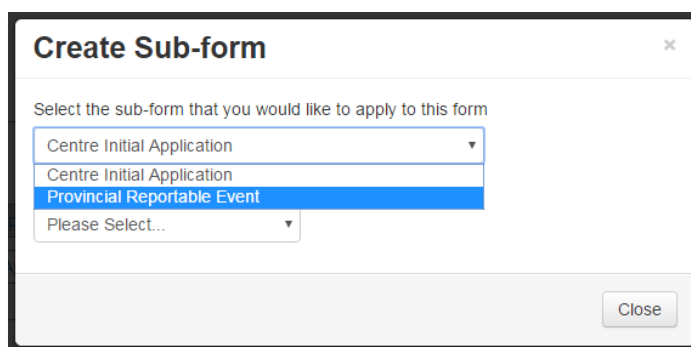 Create Sub-form
×
Select the sub-form that you would like to apply to this form
Centre Initial Application
Centre Initial Application
Provincial Reportable Event
Please Select...
Close